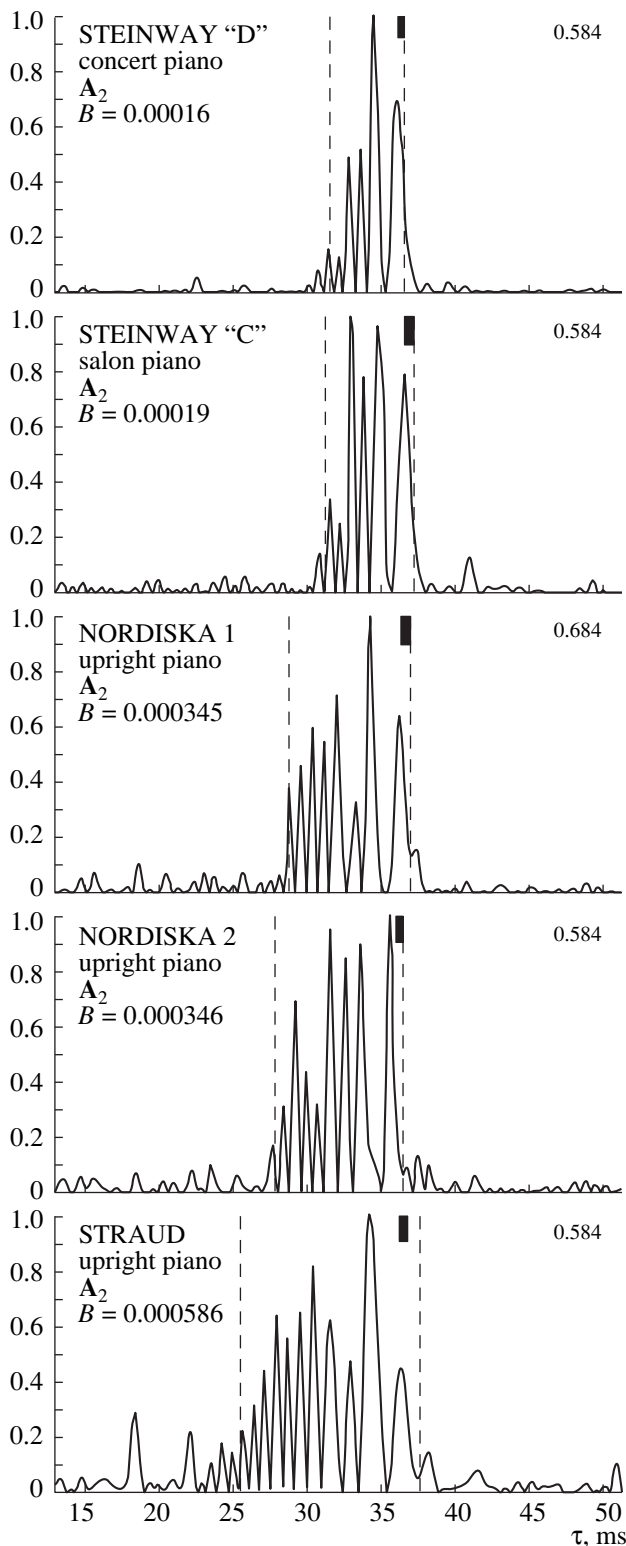 1.0
STEINWAY “D”
0.584
concert piano
0.8
A2
B = 0.00016
0.6
0.4
0.2
0
1.0
STEINWAY “C”
0.584
salon piano
0.8
A2
B = 0.00019
0.6
0.4
0.2
0
1.0
NORDISKA 1
0.684
upright piano
0.8
A2
B = 0.000345
0.6
0.4
0.2
0
1.0
NORDISKA 2
0.584
upright piano
0.8
A2
B = 0.000346
0.6
0.4
0.2
0
1.0
STRAUD
0.584
upright piano
0.8
A2
B = 0.000586
0.6
0.4
0.2
0
15 20 25 30 35 40 45 50
τ, ms